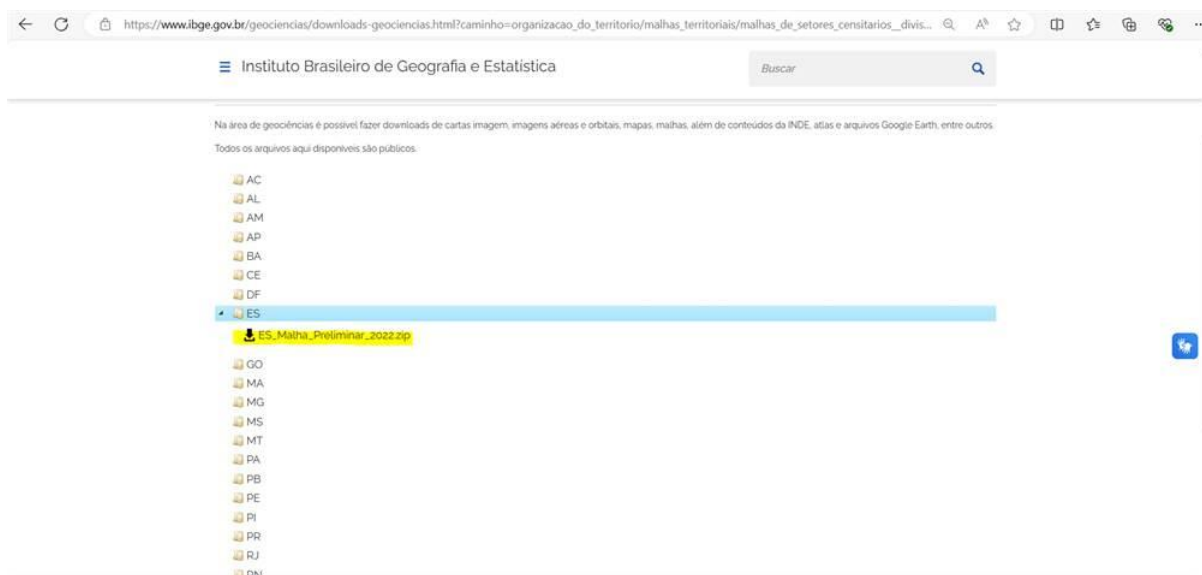 https://www.ibge.gov.br/geociencias/downloads-geociencias.html?caminho=organizacao_do_territorio/malhas_territoriais/malhas_de_setores_censitarios__divis...
Instituto Brasileiro de Geografia e Estatística
Buscar
Na área de geociências é possível fazer downloads de cartas imagem, imagens aéreas e orbitais, mapas, malhas, além de conteúdos da INDE, atlas e arquivos Google Earth, entre outros.
Todos os arquivos aqui disponíveis são públicos.
AC
AL
AM
AP
BA
CE
DF
ES
ES_Malha_Preliminar_2022.zip
GO
MA
MG
MS
MT
PA
PB
PE
PI
PR
RJ
RN